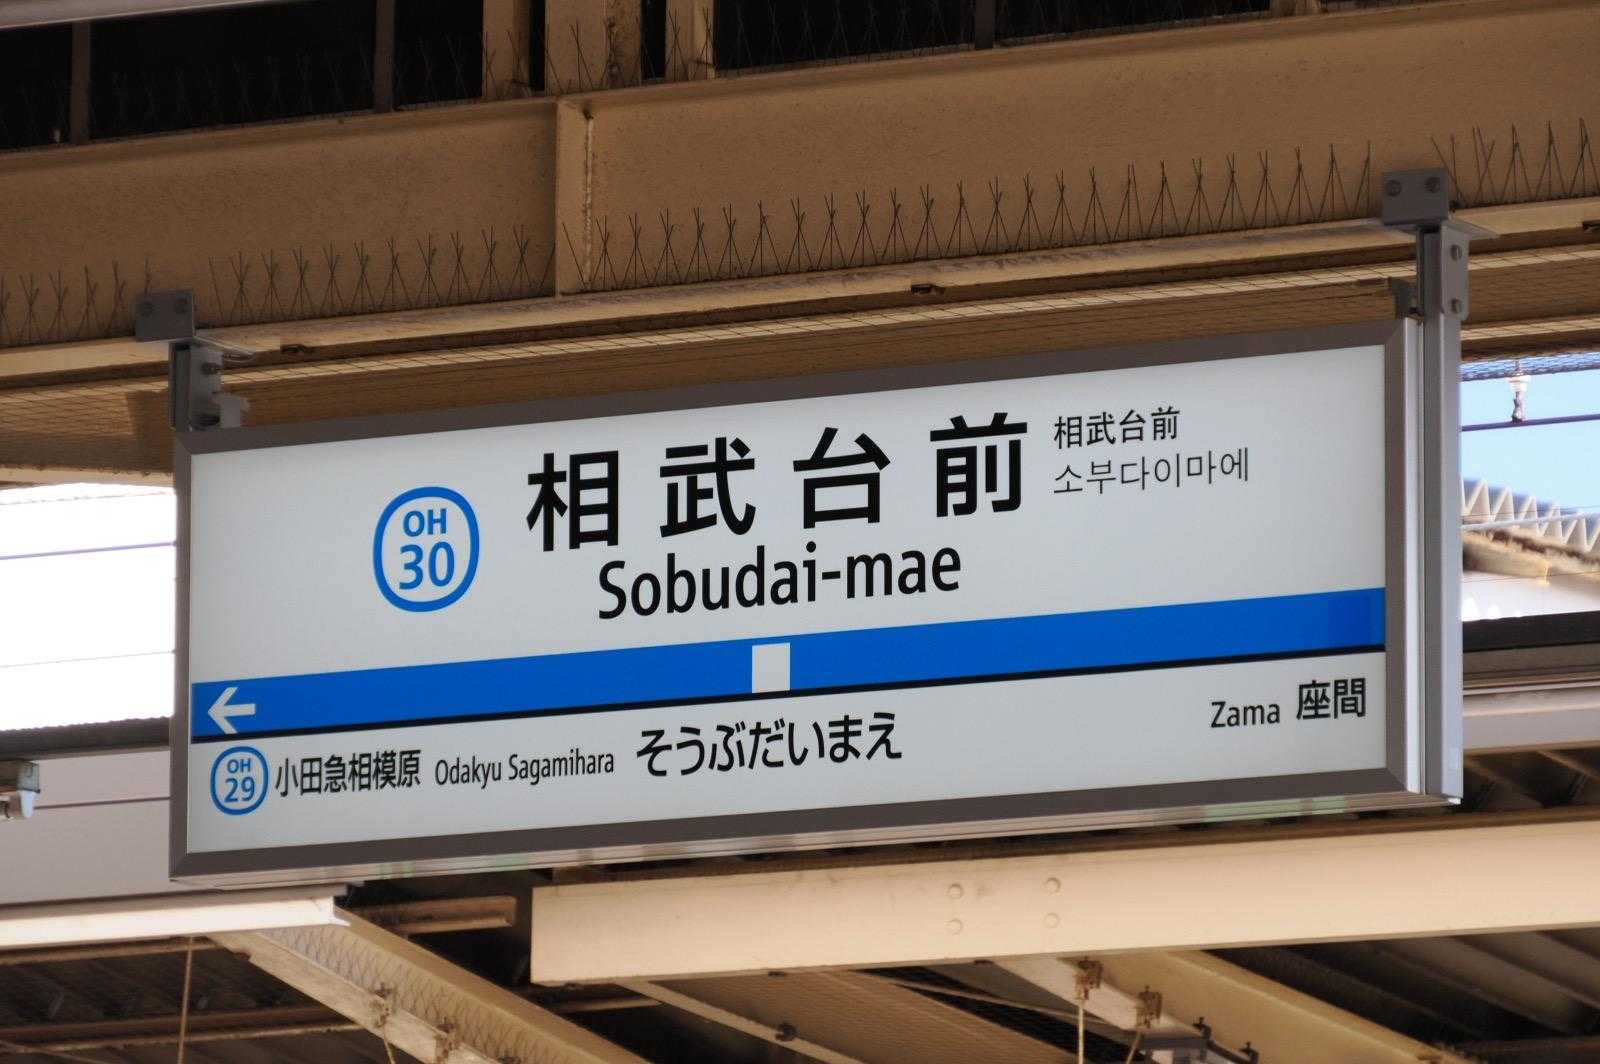 OH
30
相武台前
相武台前
소부다이마에
Sobudai-mae
OH
29
小田急相模原 Odakyu Sagamihara
そうぶだいまえ
Zama 座間